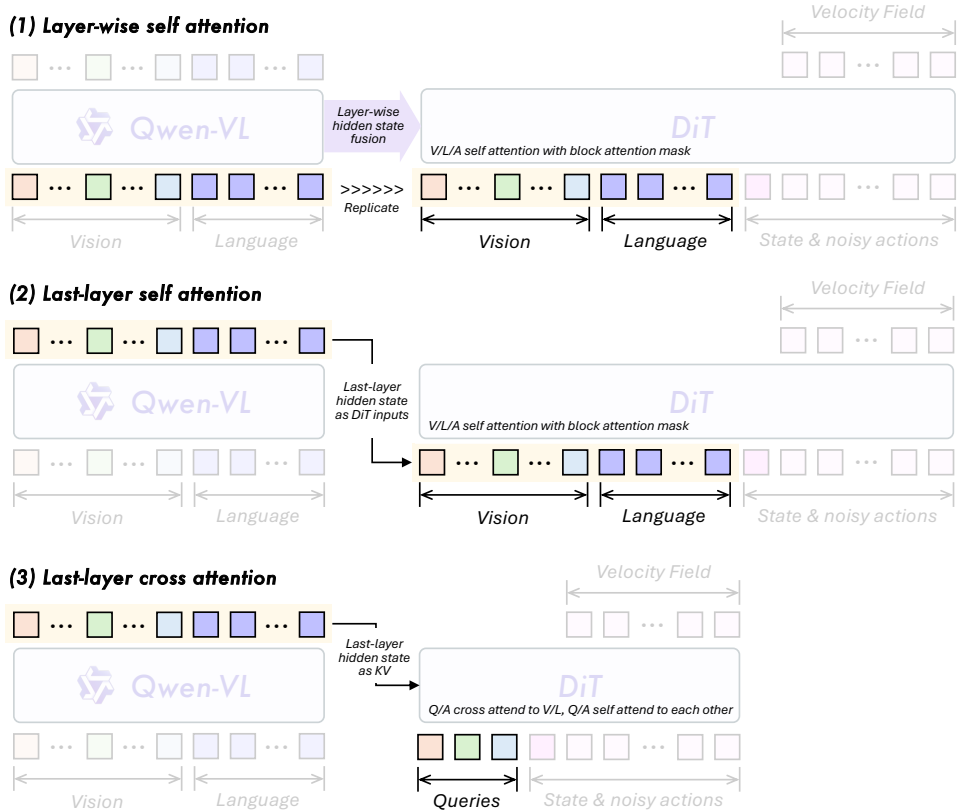 (1) Layer-wise self attention
Velocity Field
Qwen-VL
Layer-wise
hidden state
fusion
DiT
V/L/A self attention with block attention mask
>>>>>>
Replicate
Vision
Language
Vision
Language
State & noisy actions
(2) Last-layer self attention
Velocity Field
Qwen-VL
Last-layer
hidden state
as DiT inputs
DiT
V/L/A self attention with block attention mask
Vision
Language
Vision
Language
State & noisy actions
(3) Last-layer cross attention
Velocity Field
Qwen-VL
Last-layer
hidden state
as KV
DiT
Q/A cross attend to V/L, Q/A self attend to each other
Vision
Language
Queries
State & noisy actions